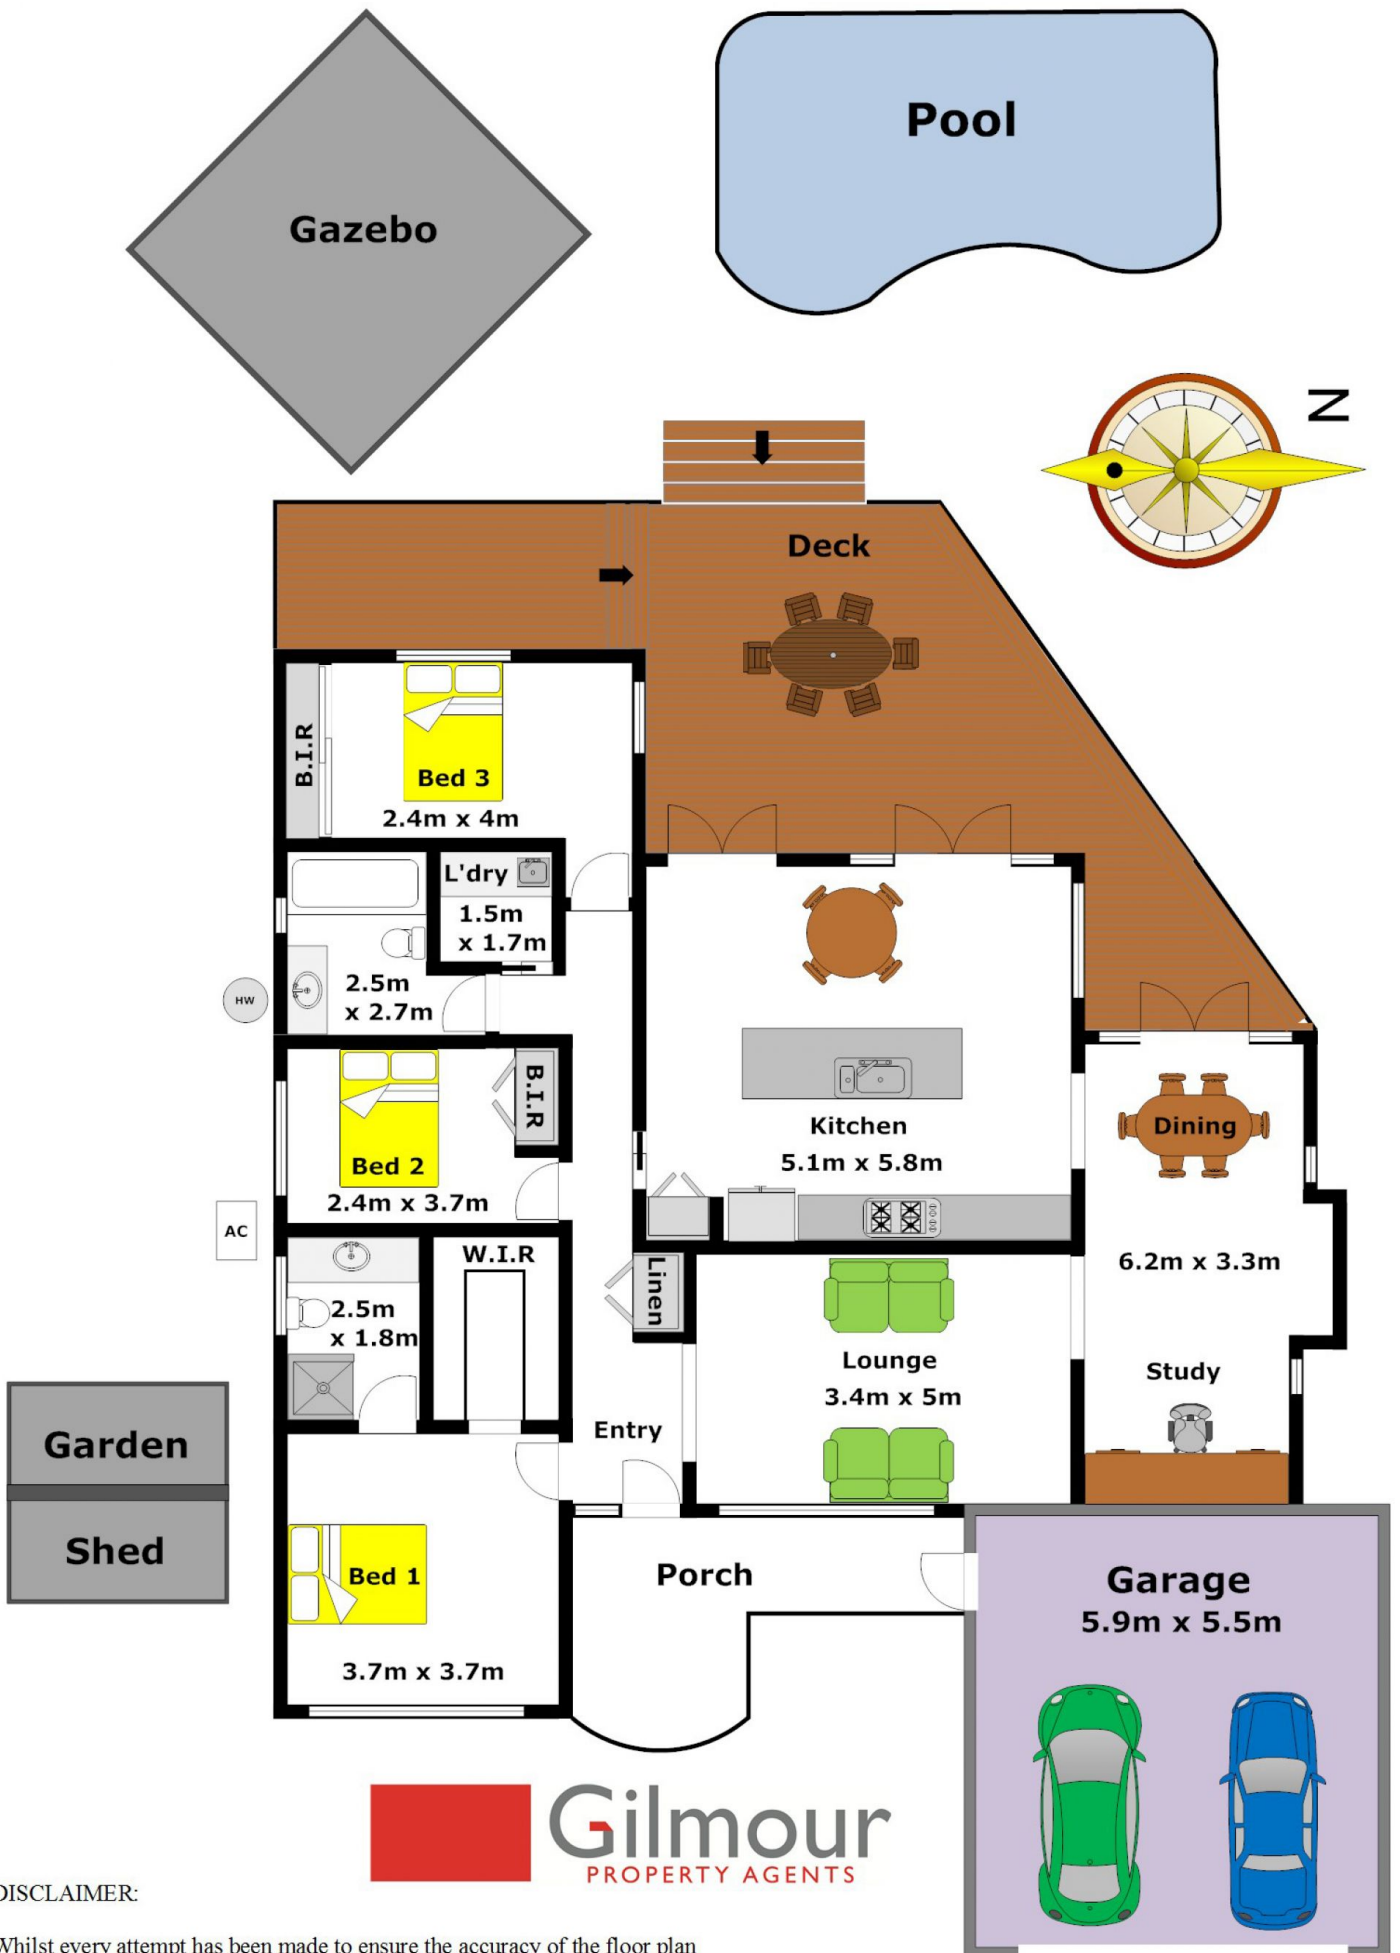 Pool
Gazebo
N
Deck
B.I.R
Bed 3
2.4m x 4m
L'dry
1.5m
x 1.7m
2.5m
x 2.7m
HW
B.I.R
Bed 2
2.4m x 3.7m
Kitchen
5.1m x 5.8m
Dining
AC
W.I.R
2.5m
x 1.8m
Linen
6.2m x 3.3m
Lounge
3.4m x 5m
Study
Entry
Garden
Shed
Bed 1
3.7m x 3.7m
Porch
Garage
5.9m x 5.5m
Gilmour
PROPERTY AGENTS
DISCLAIMER:
Whilst every attempt has been made to ensure the accuracy of the floor plan